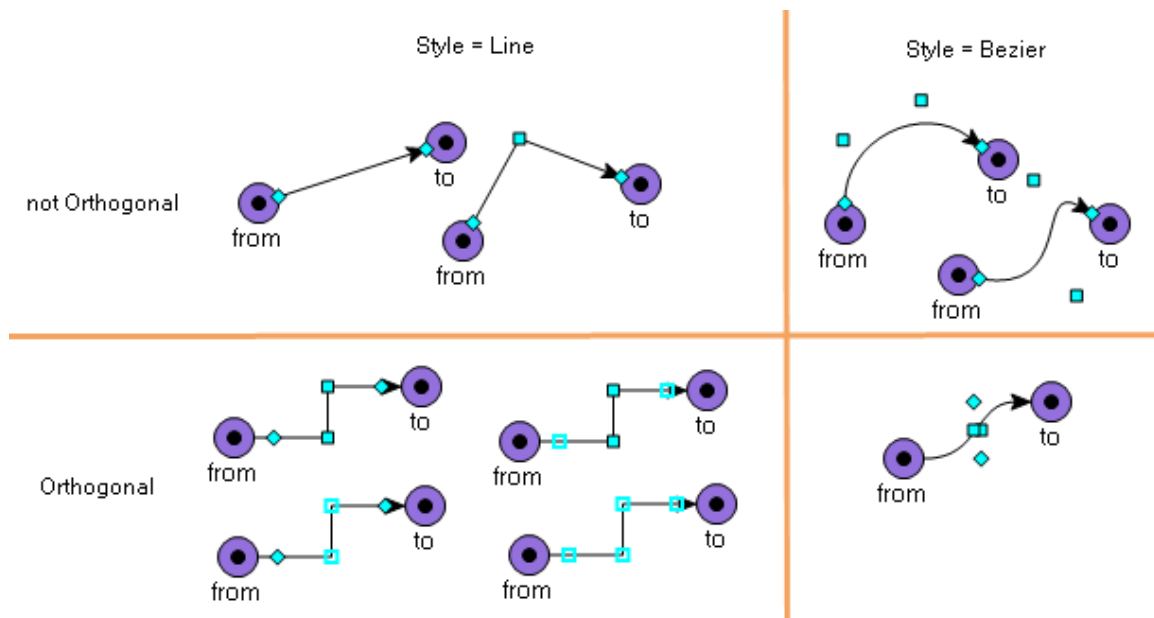 Style = Line
Style = Bezier
to
from
to
from
not Orthogonal
to
from
to
from
to
from
to
from
to
from
to
from
Orthogonal
to
from